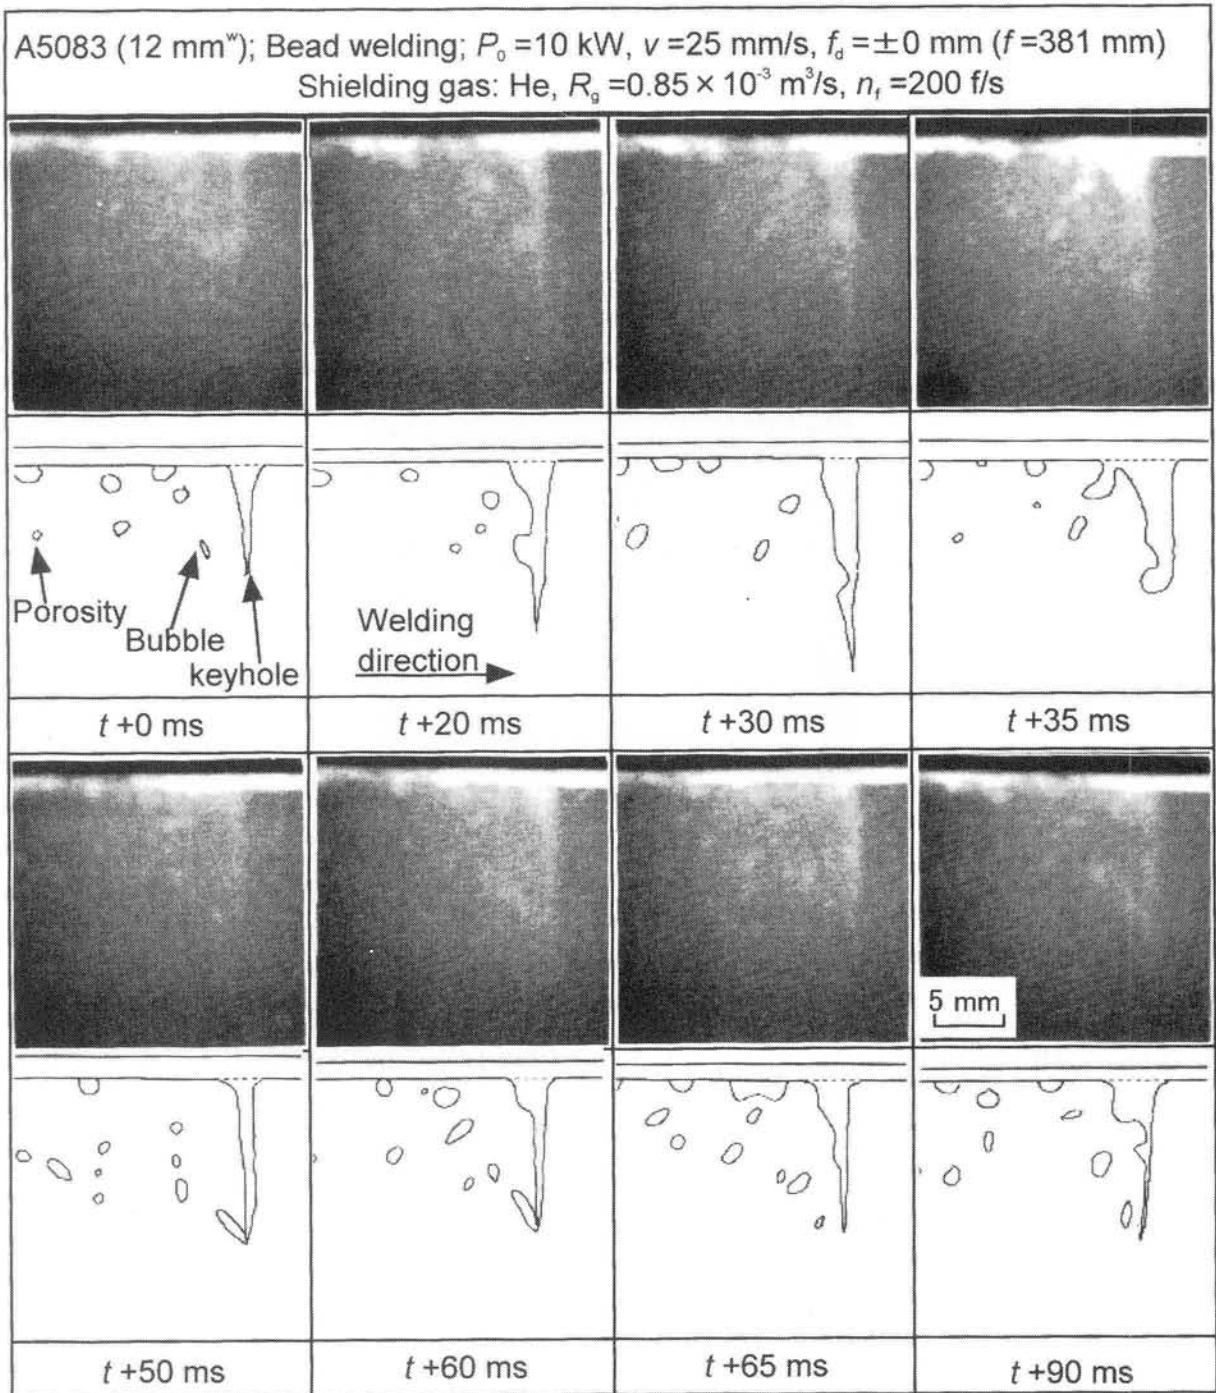 A5083 (12 mmʷ); Bead welding; P₀ =10 kW, v =25 mm/s, f_d =±0 mm (f =381 mm)
Shielding gas: He, R_g =0.85 × 10⁻³ m³/s, n_f =200 f/s
Porosity
Bubble
keyhole
Welding
direction
t +0 ms
t +20 ms
t +30 ms
t +35 ms
5 mm
t +50 ms
t +60 ms
t +65 ms
t +90 ms